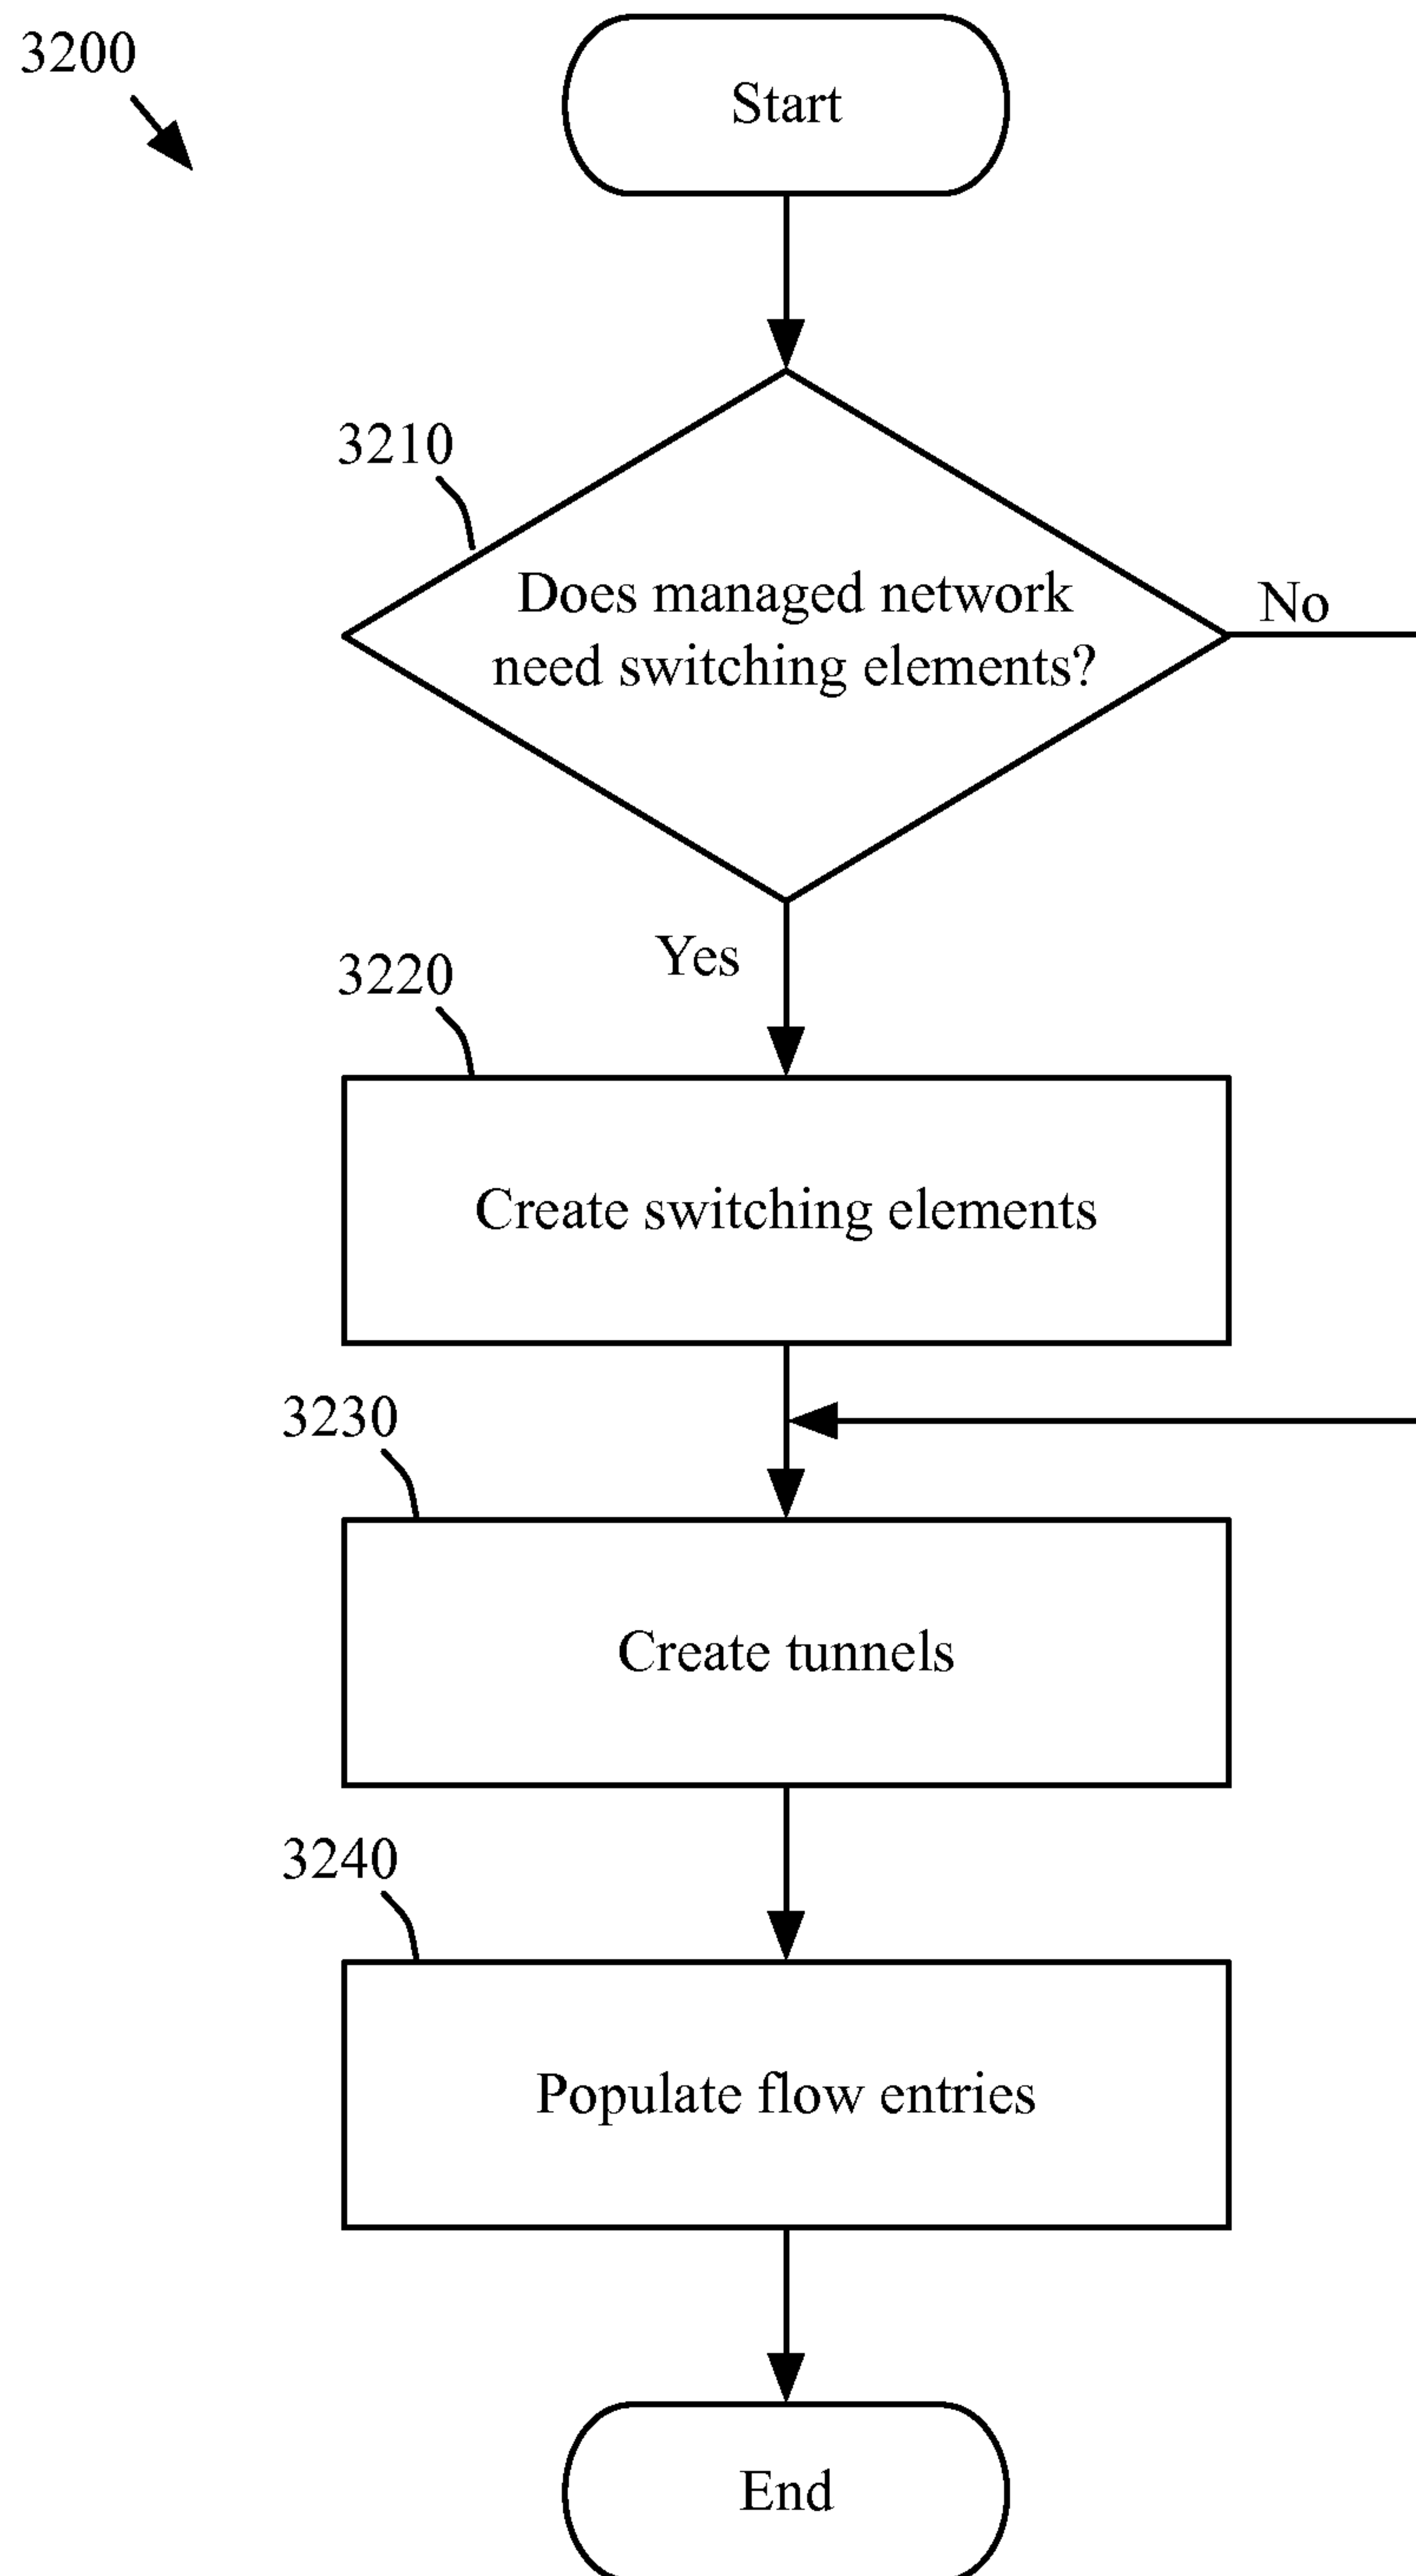 3200
Start
3210
Does managed network
need switching elements?
No
Yes
3220
Create switching elements
3230
Create tunnels
3240
Populate flow entries
End